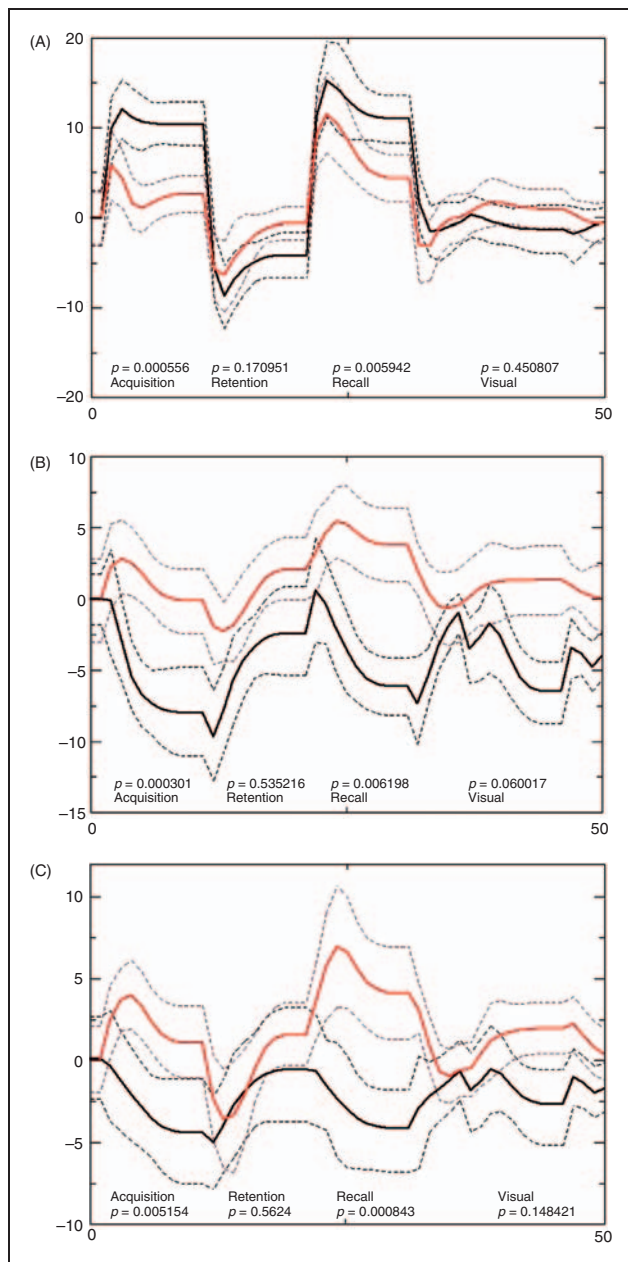 (A)
20
10
0
−10
−20
p = 0.000556 p = 0.170951 p = 0.005942 p = 0.450807
Acquisition Retention Recall Visual
0 50
(B)
10
5
0
−5
−10
−15
p = 0.000301 p = 0.535216 p = 0.006198 p = 0.060017
Acquisition Retention Recall Visual
0 50
(C)
10
5
0
−5
−10
Acquisition Retention Recall Visual
p = 0.005154 p = 0.5624 p = 0.000843 p = 0.148421
0 50